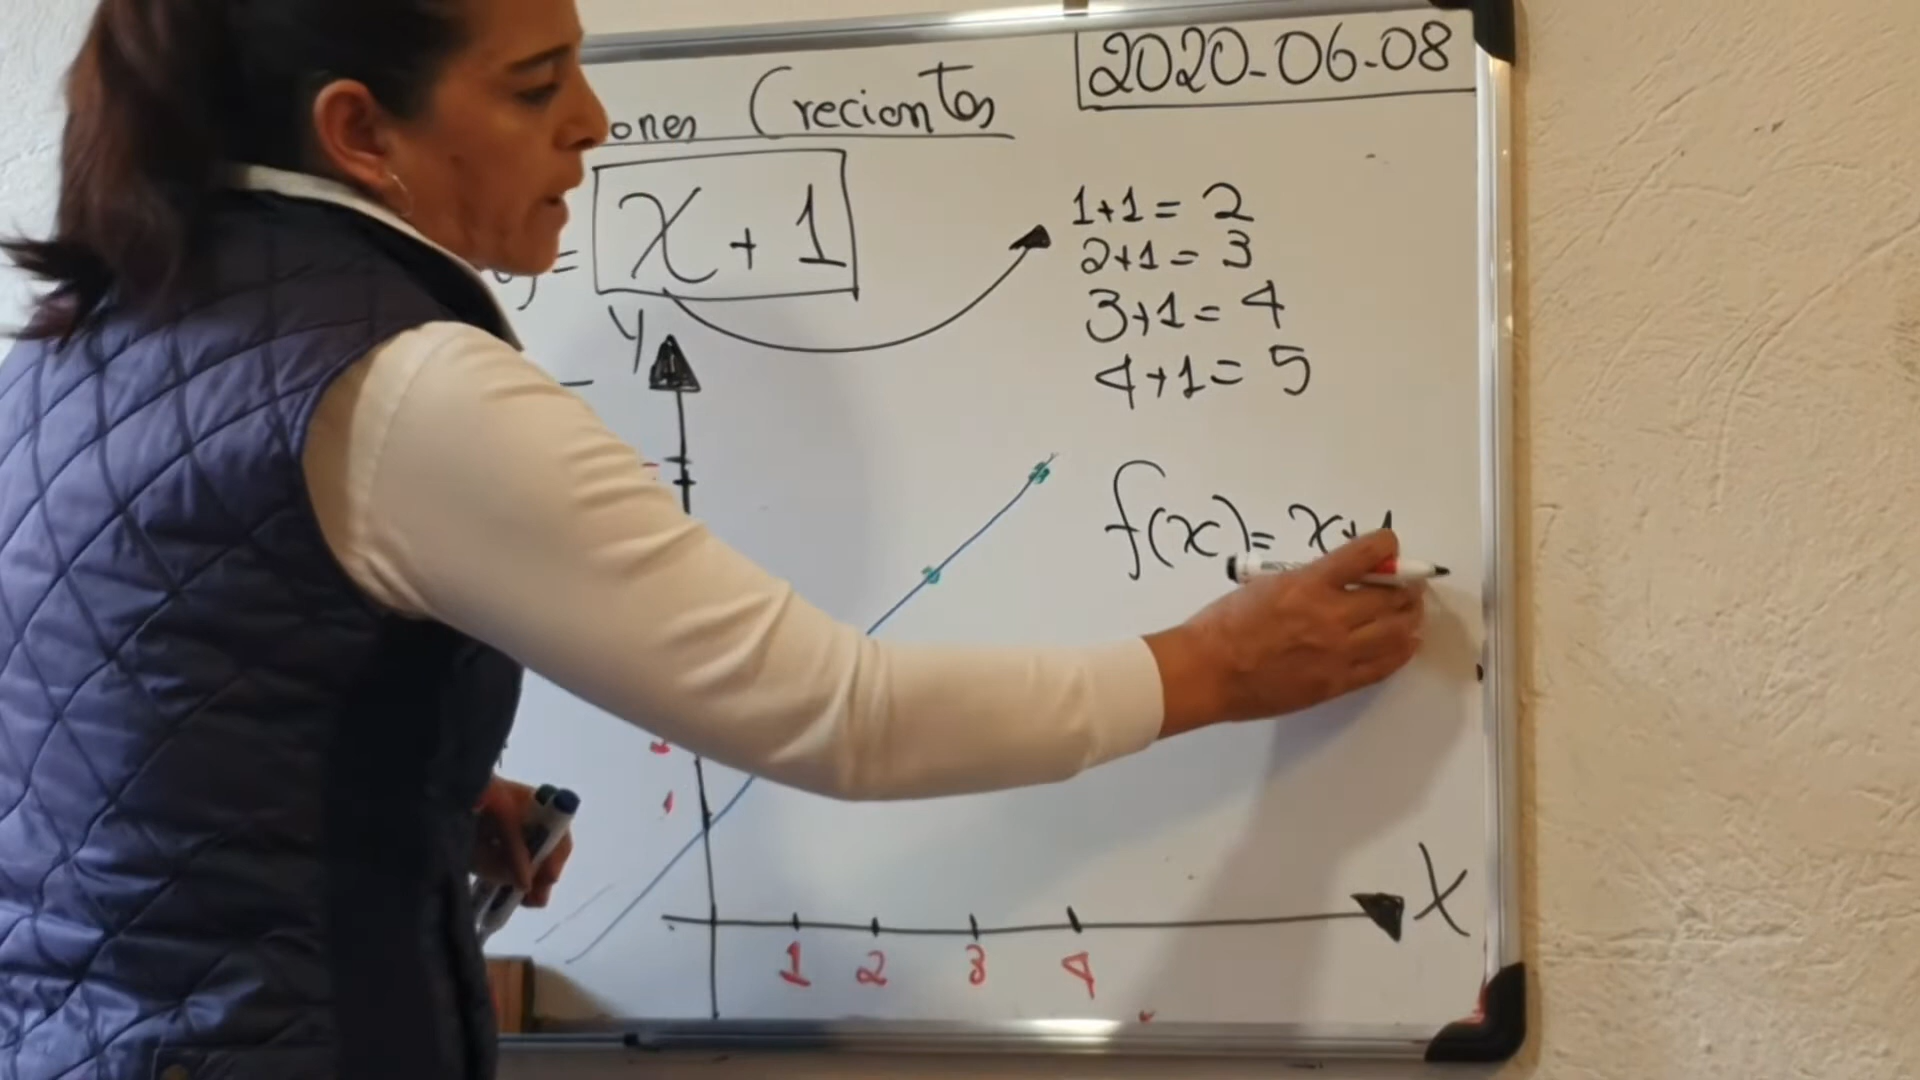 2020-06-08
ones Crecientes
= x + 1
1+1 = 2
2+1 = 3
3+1 = 4
4+1 = 5
y
f(x) = x+1
1
x
1 2 3 4